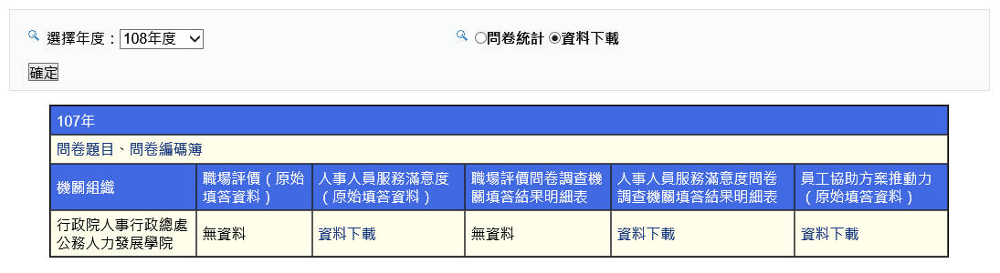 選擇年度：108年度
問卷統計 資料下載
確定
107年
問卷題目、問卷編碼簿
機關組織
職場評價（原始
填答資料）
人事人員服務滿意度
（原始填答資料）
職場評價問卷調查機
關填答結果明細表
人事人員服務滿意度問卷
調查機關填答結果明細表
員工協助方案推動力
（原始填答資料）
行政院人事行政總處
公務人力發展學院
無資料
資料下載
無資料
資料下載
資料下載